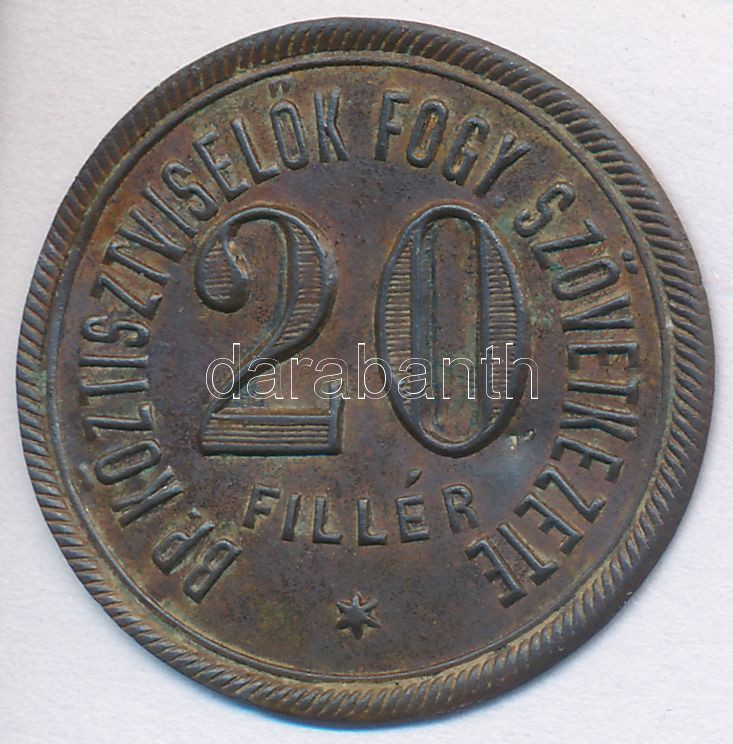 BP. KÖZTISZTVISELŐK FOGY. SZÖVETKEZETE
20
FILLÉR
darabanth